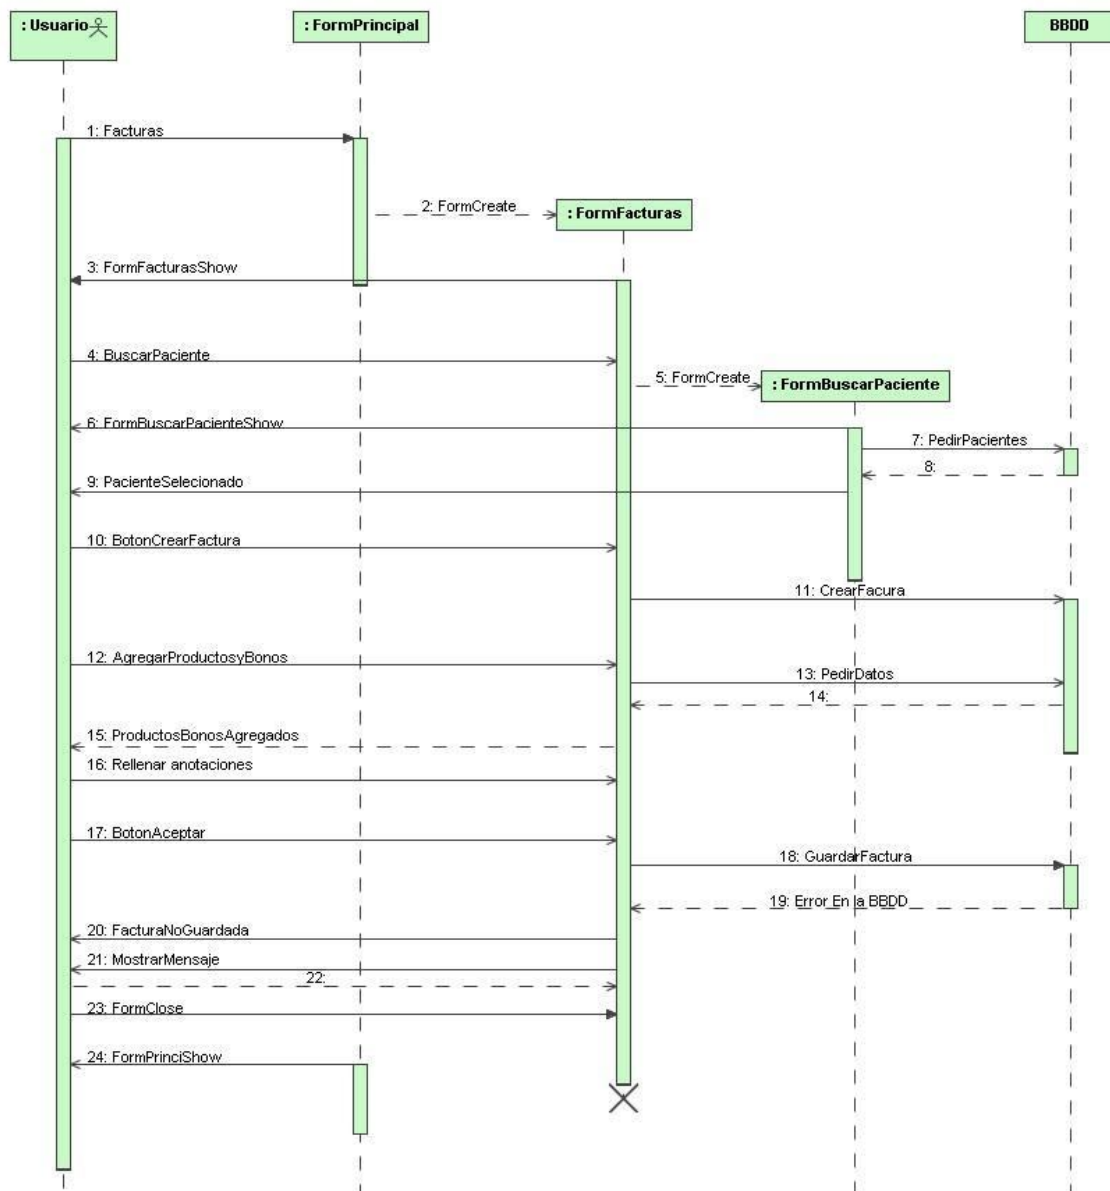 : Usuario
: FormPrincipal
BBDD
1: Facturas
2: FormCreate
: FormFacturas
3: FormFacturasShow
4: BuscarPaciente
5: FormCreate
: FormBuscarPaciente
6: FormBuscarPacienteShow
7: PedirPacientes
8:
9: PacienteSelecionado
10: BotonCrearFactura
11: CrearFacura
12: AgregarProductosyBonos
13: PedirDatos
14:
15: ProductosBonosAgregados
16: Rellenar anotaciones
17: BotonAceptar
18: GuardarFactura
19: Error En la BBDD
20: FacturaNoGuardada
21: MostrarMensaje
22:
23: FormClose
24: FormPrinciShow